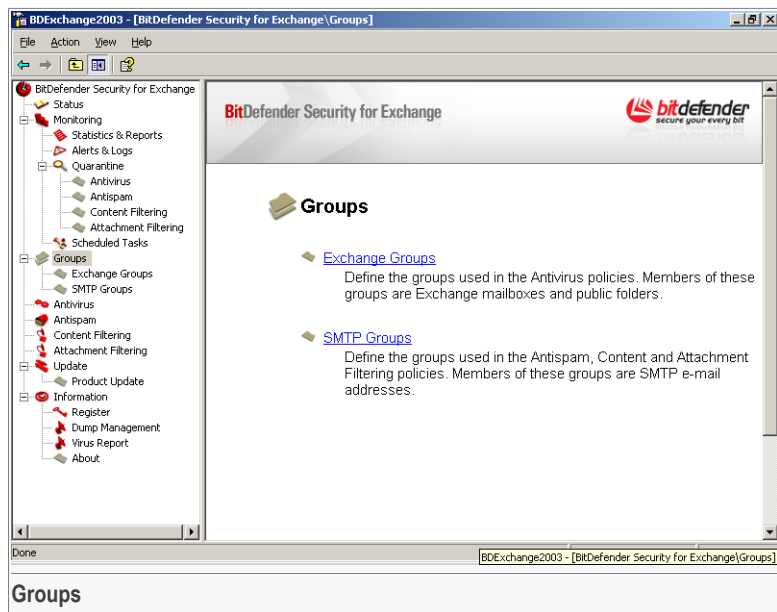 BDExchange2003 - [BitDefender Security for Exchange\Groups]
File Action View Help
BitDefender Security for Exchange
Status
Monitoring
Statistics & Reports
Alerts & Logs
Quarantine
Antivirus
Antispam
Content Filtering
Attachment Filtering
Scheduled Tasks
Groups
Exchange Groups
SMTP Groups
Antivirus
Antispam
Content Filtering
Attachment Filtering
Update
Product Update
Information
Register
Dump Management
Virus Report
About
BitDefender Security for Exchange
bitdefender
secure your every bit
Groups
Exchange Groups
Define the groups used in the Antivirus policies. Members of these
groups are Exchange mailboxes and public folders.
SMTP Groups
Define the groups used in the Antispam, Content and Attachment
Filtering policies. Members of these groups are SMTP e-mail
addresses.
Done
BDExchange2003 - [BitDefender Security for Exchange\Groups]
Groups